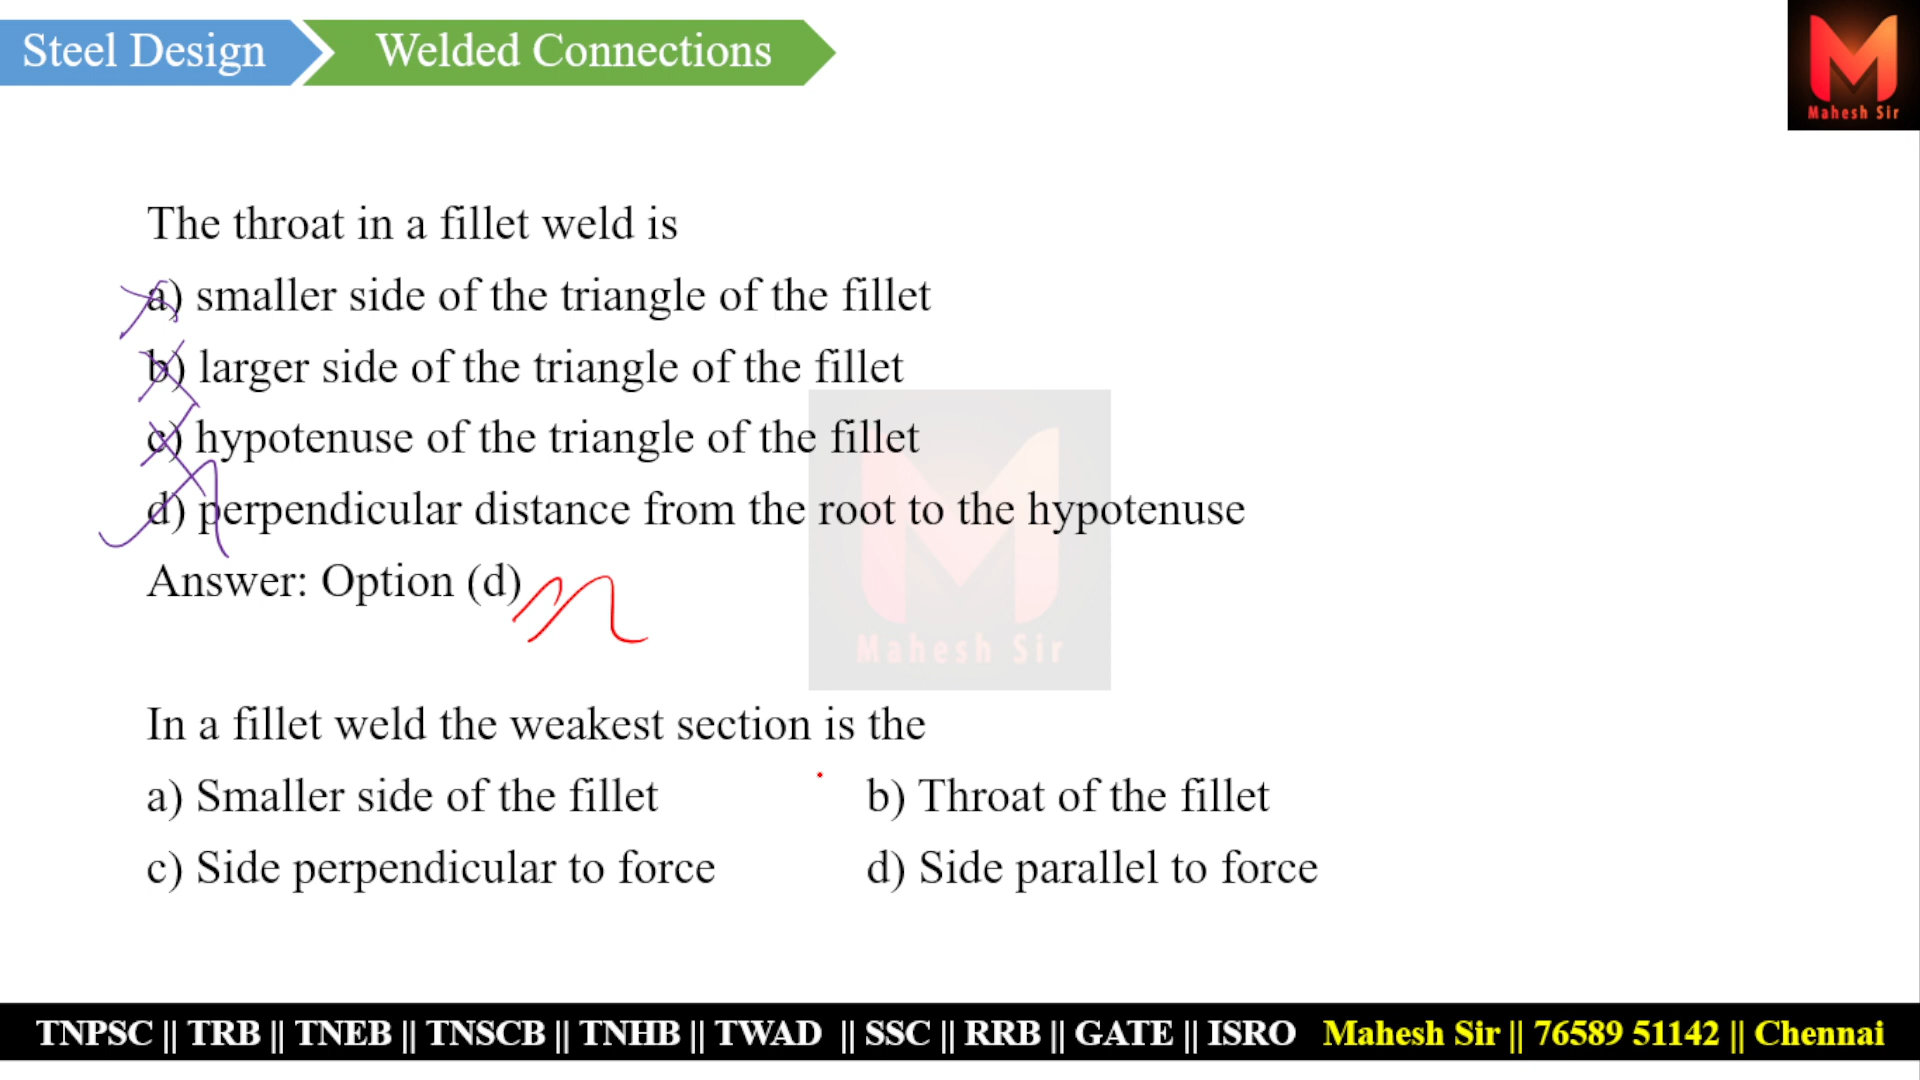 Steel Design Welded Connections
Mahesh Sir
The throat in a fillet weld is
a) smaller side of the triangle of the fillet
b) larger side of the triangle of the fillet
c) hypotenuse of the triangle of the fillet
d) perpendicular distance from the root to the hypotenuse
Answer: Option (d)
Mahesh Sir
In a fillet weld the weakest section is the
a) Smaller side of the fillet b) Throat of the fillet
c) Side perpendicular to force d) Side parallel to force
TNPSC || TRB || TNEB || TNSCB || TNHB || TWAD || SSC || RRB || GATE || ISRO Mahesh Sir || 76589 51142 || Chennai